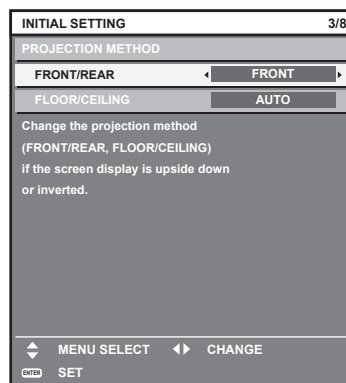 INITIAL SETTING 3/8
PROJECTION METHOD
FRONT/REAR FRONT
FLOOR/CEILING AUTO
Change the projection method
(FRONT/REAR, FLOOR/CEILING)
if the screen display is upside down
or inverted.
MENU SELECT CHANGE
ENTER SET